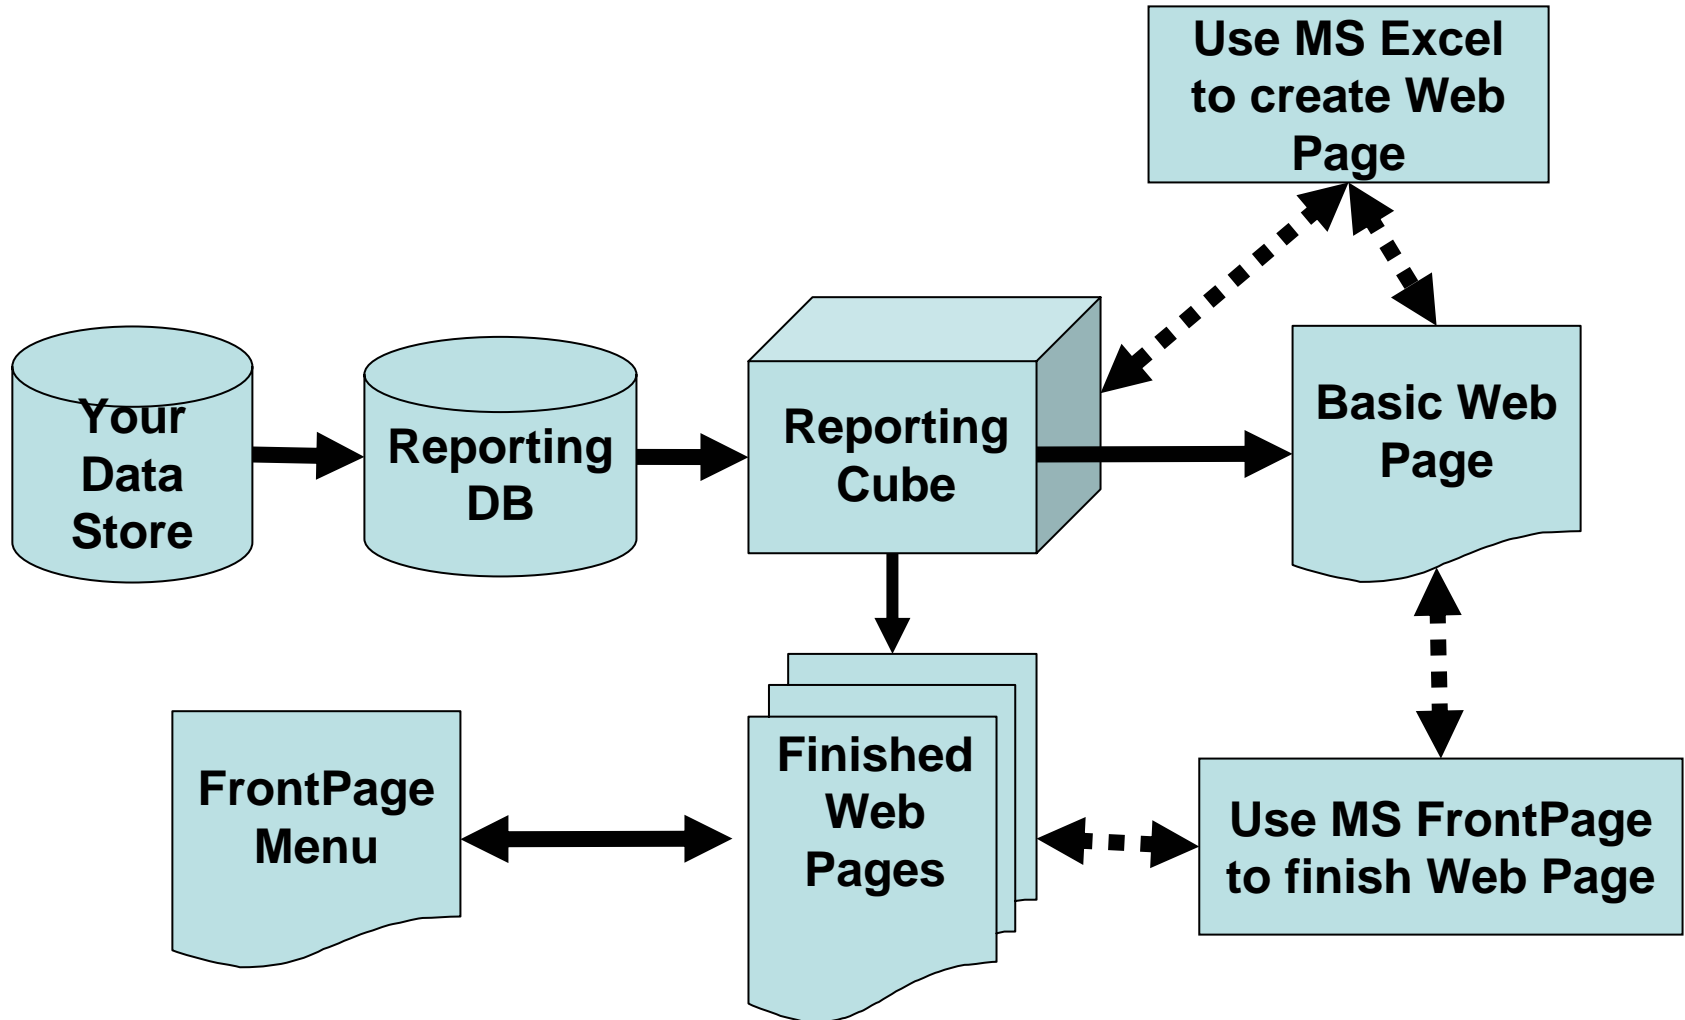 Use MS Excel
to create Web
Page
Your
Data
Store
Reporting
DB
Reporting
Cube
Basic Web
Page
FrontPage
Menu
Finished
Web
Pages
Use MS FrontPage
to finish Web Page